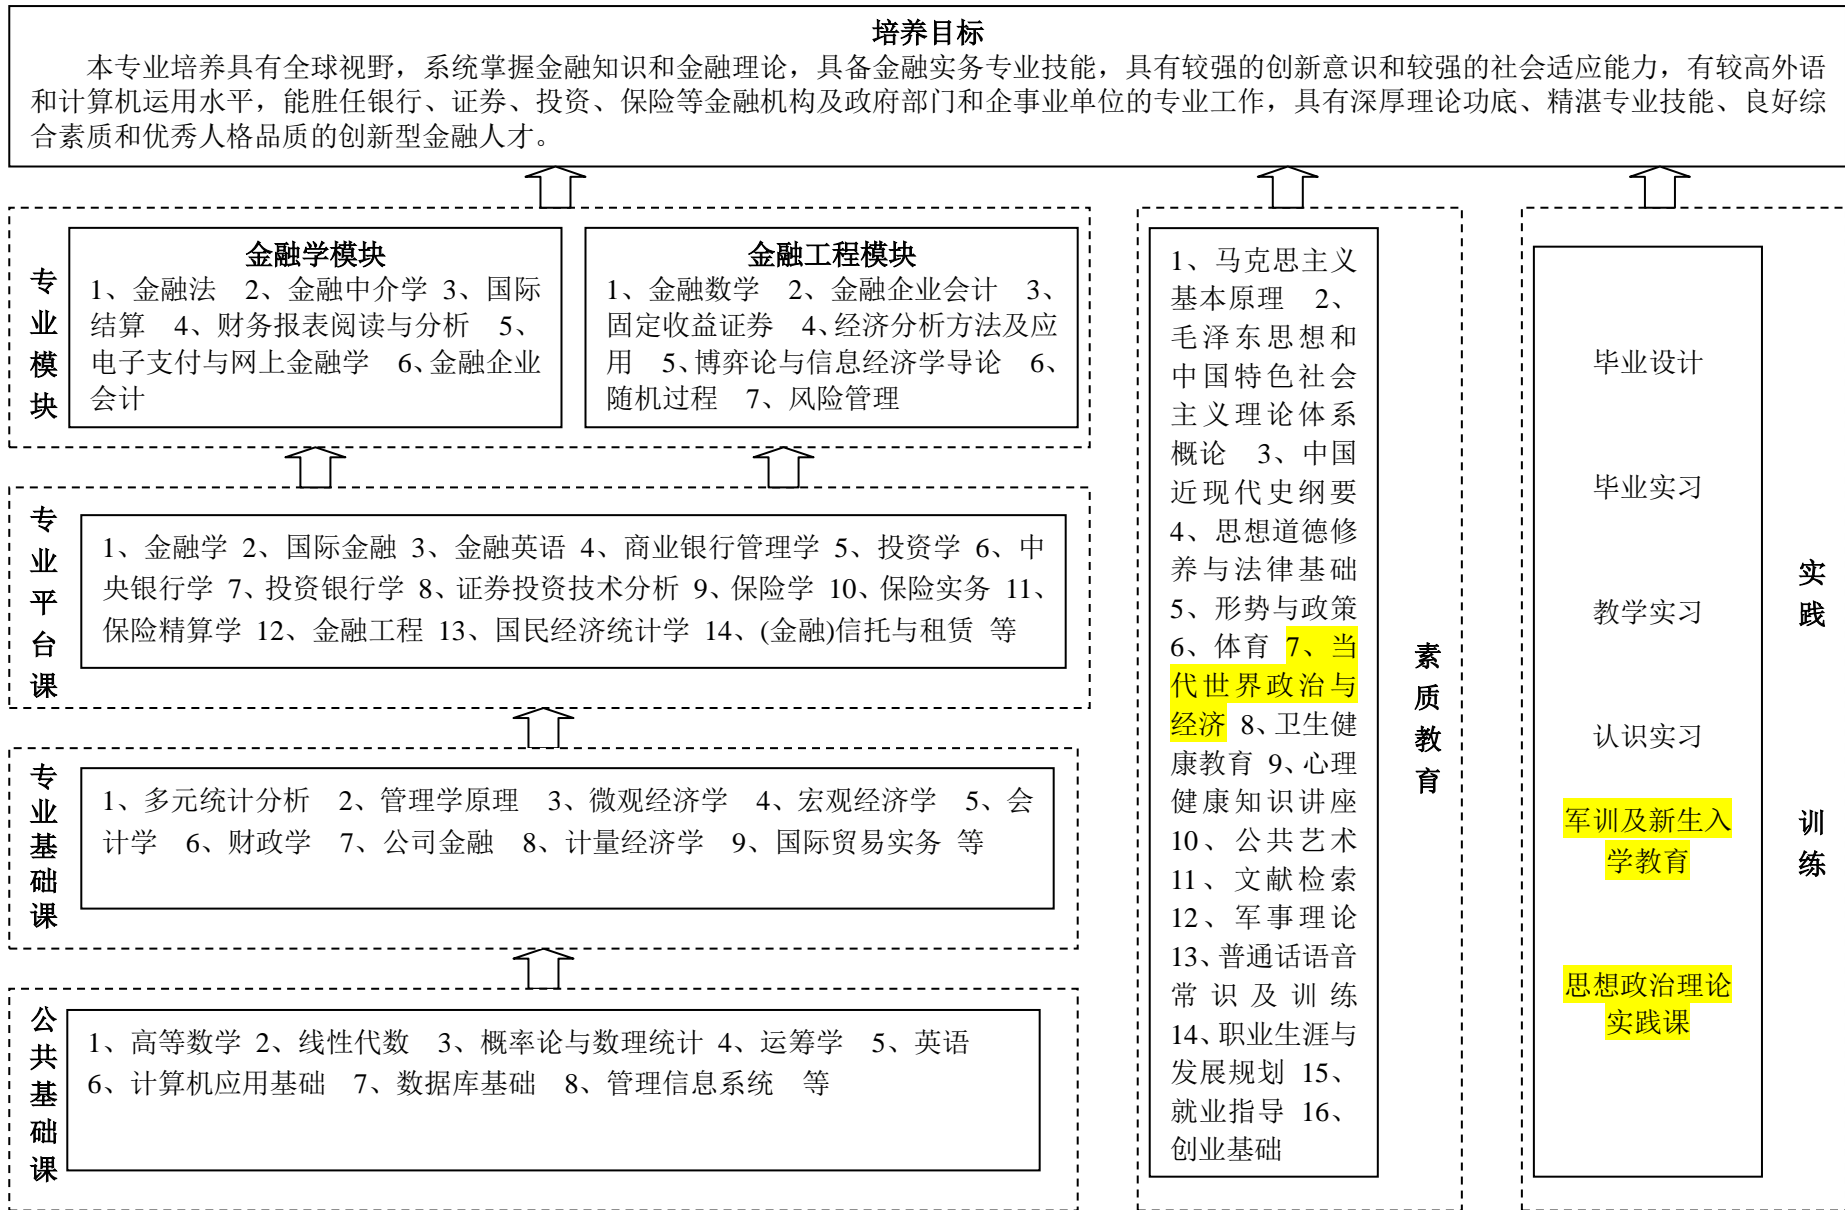 培养目标
本专业培养具有全球视野，系统掌握金融知识和金融理论，具备金融实务专业技能，具有较强的创新意识和较强的社会适应能力，有较高外语
和计算机运用水平，能胜任银行、证券、投资、保险等金融机构及政府部门和企事业单位的专业工作，具有深厚理论功底、精湛专业技能、良好综
合素质和优秀人格品质的创新型金融人才。
专业模块
金融学模块
1、金融法 2、金融中介学 3、国际
结算 4、财务报表阅读与分析 5、
电子支付与网上金融学 6、金融企业
会计
金融工程模块
1、金融数学 2、金融企业会计 3、
固定收益证券 4、经济分析方法及应
用 5、博弈论与信息经济学导论 6、
随机过程 7、风险管理
专业平台课
1、金融学 2、国际金融 3、金融英语 4、商业银行管理学 5、投资学 6、中
央银行学 7、投资银行学 8、证券投资技术分析 9、保险学 10、保险实务 11、
保险精算学 12、金融工程 13、国民经济统计学 14、(金融)信托与租赁 等
专业基础课
1、多元统计分析 2、管理学原理 3、微观经济学 4、宏观经济学 5、会
计学 6、财政学 7、公司金融 8、计量经济学 9、国际贸易实务 等
公共基础课
1、高等数学 2、线性代数 3、概率论与数理统计 4、运筹学 5、英语
6、计算机应用基础 7、数据库基础 8、管理信息系统 等
1、马克思主义
基本原理 2、
毛泽东思想和
中国特色社会
主义理论体系
概论 3、中国
近现代史纲要
4、思想道德修
养与法律基础
5、形势与政策
6、体育 7、当
代世界政治与
经济 8、卫生健
康教育 9、心理
健康知识讲座
10、公共艺术
11、文献检索
12、军事理论
13、普通话语音
常识及训练
14、职业生涯与
发展规划 15、
就业指导 16、
创业基础
素质教育
毕业设计
毕业实习
教学实习
认识实习
军训及新生入
学教育
思想政治理论
实践课
实践
训练